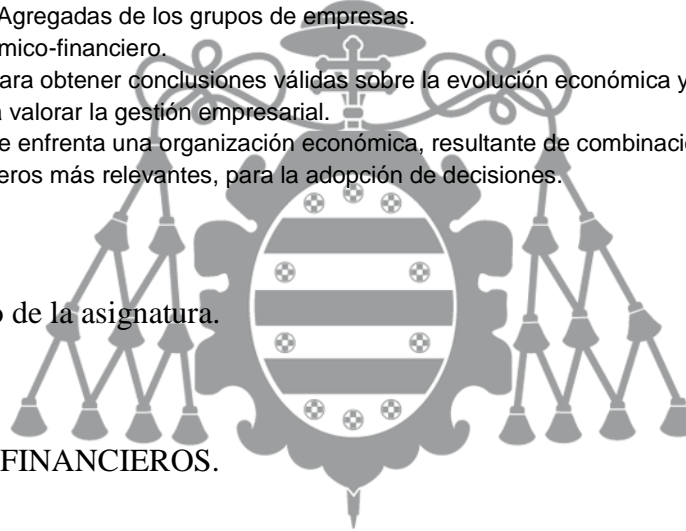 Agregadas de los grupos de empresas.
mico-financiero.
ara obtener conclusiones válidas sobre la evolución económica y
valorar la gestión empresarial.
e enfrenta una organización económica, resultante de combinacio
eros más relevantes, para la adopción de decisiones.
de la asignatura.
FINANCIEROS.